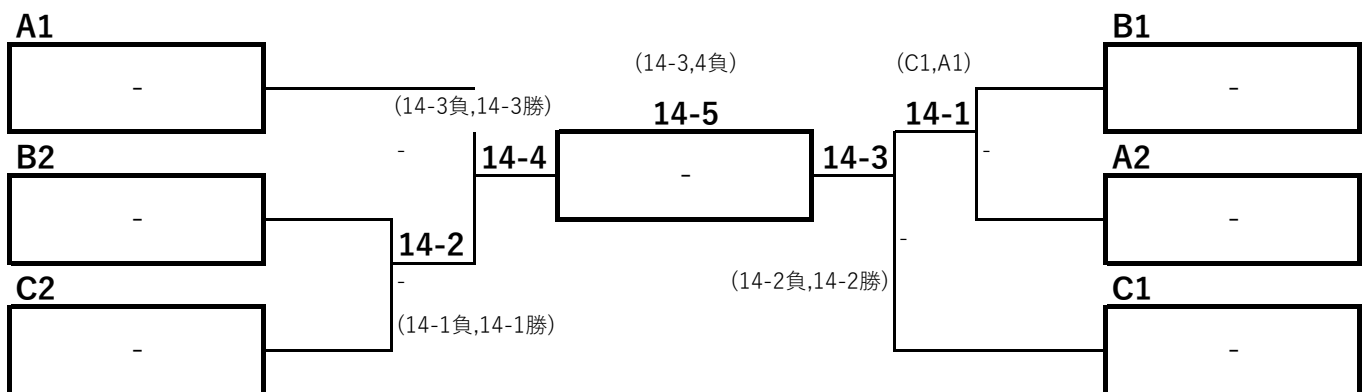 A1
-
B2
-
C2
-
(14-3負,14-3勝)
-
14-4
14-2
-
(14-1負,14-1勝)
(14-3,4負)
14-5
-
14-3
(C1,A1)
14-1
-
-
(14-2負,14-2勝)
B1
-
A2
-
C1
-